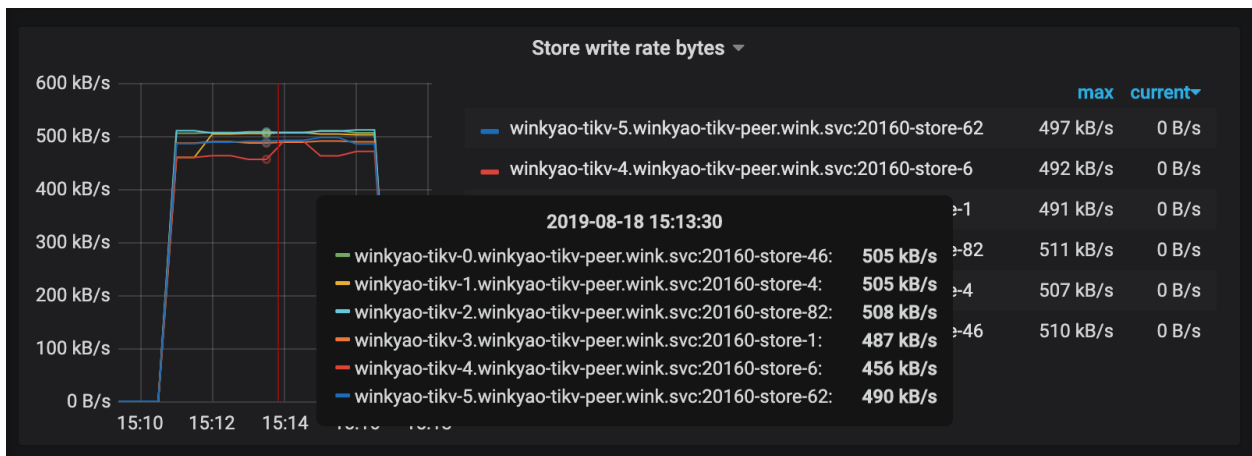 Store write rate bytes
600 kB/s
500 kB/s
400 kB/s
300 kB/s
200 kB/s
100 kB/s
0 B/s
15:10 15:12 15:14
max current
winkyao-tikv-5.winkyao-tikv-peer.wink.svc:20160-store-62 497 kB/s 0 B/s
winkyao-tikv-4.winkyao-tikv-peer.wink.svc:20160-store-6 492 kB/s 0 B/s
e-1 491 kB/s 0 B/s
e-82 511 kB/s 0 B/s
e-4 507 kB/s 0 B/s
e-46 510 kB/s 0 B/s
2019-08-18 15:13:30
winkyao-tikv-0.winkyao-tikv-peer.wink.svc:20160-store-46: 505 kB/s
winkyao-tikv-1.winkyao-tikv-peer.wink.svc:20160-store-4: 505 kB/s
winkyao-tikv-2.winkyao-tikv-peer.wink.svc:20160-store-82: 508 kB/s
winkyao-tikv-3.winkyao-tikv-peer.wink.svc:20160-store-1: 487 kB/s
winkyao-tikv-4.winkyao-tikv-peer.wink.svc:20160-store-6: 456 kB/s
winkyao-tikv-5.winkyao-tikv-peer.wink.svc:20160-store-62: 490 kB/s